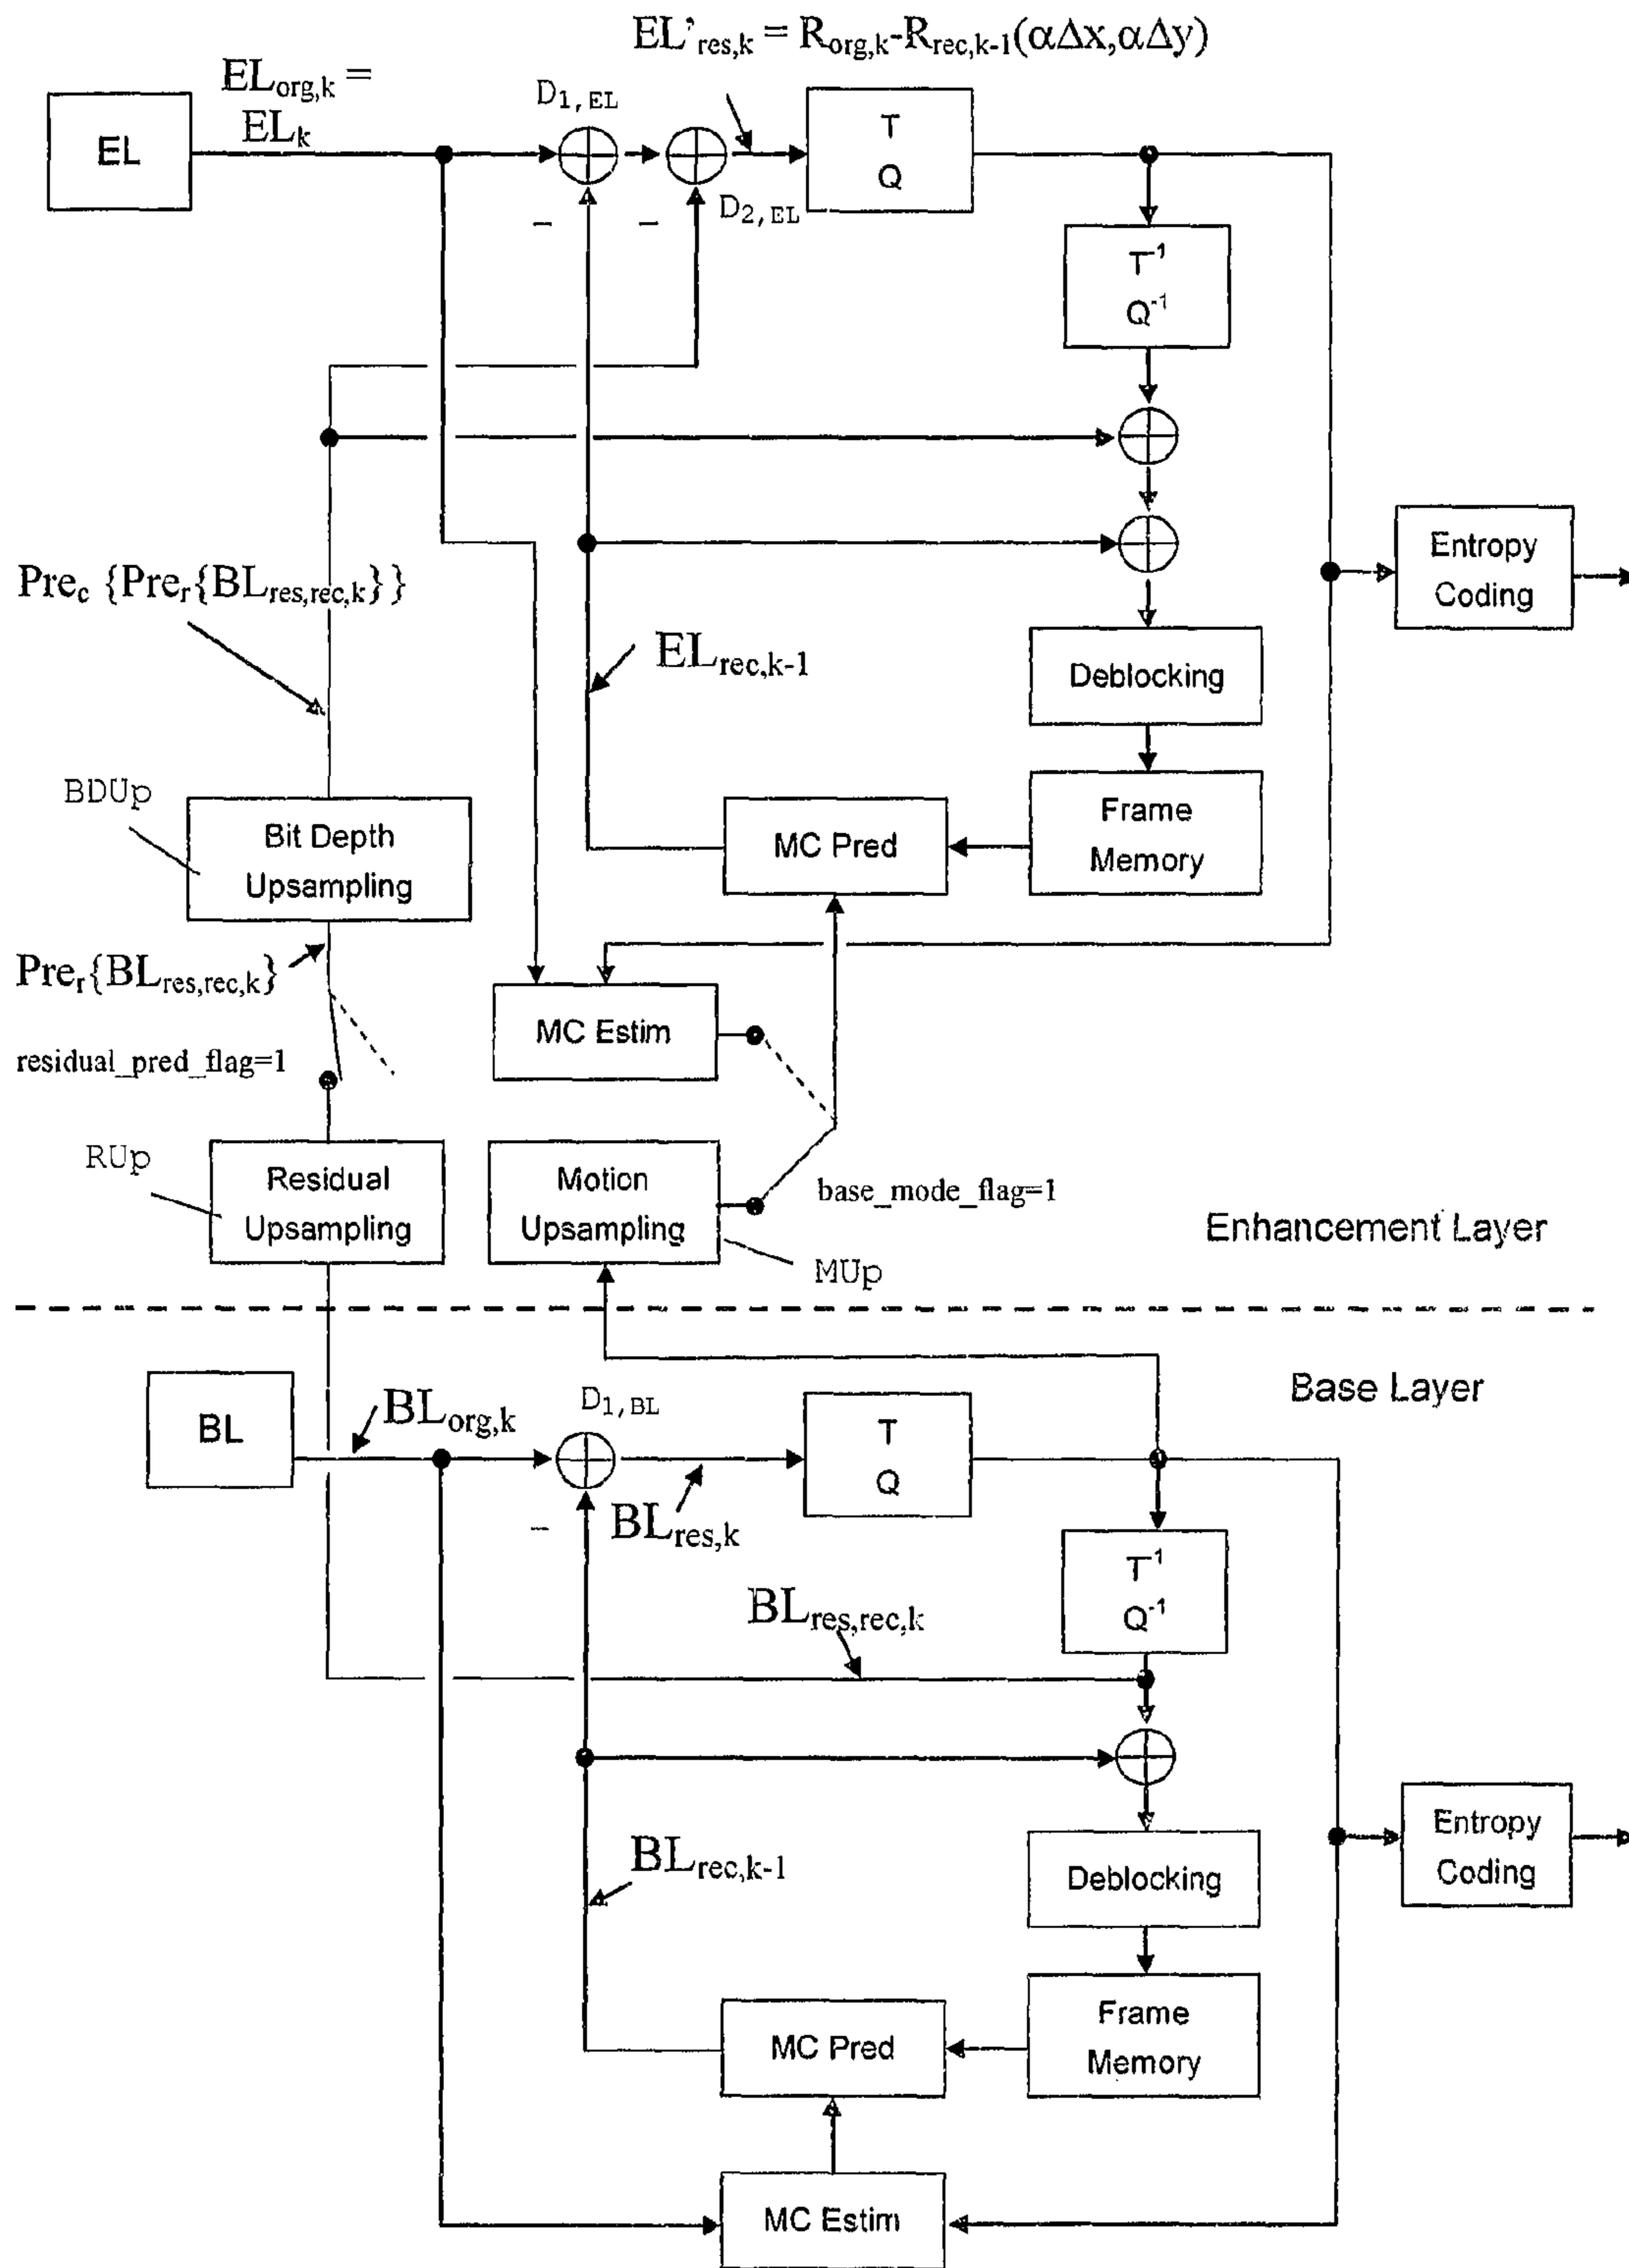 EL'res,k = Rorg,k-Rrec,k-1(αΔx,αΔy)
ELorg,k =
ELk
EL
D1,EL
D2,EL
T
Q
–
–
T-1
Q-1
Entropy
Coding
Prec {Prer{BLres,rec,k}}
ELrec,k-1
Deblocking
BDUp
Bit Depth
Upsampling
MC Pred
Frame
Memory
Prer{BLres,rec,k}
MC Estim
residual_pred_flag=1
RUp
Residual
Upsampling
Motion
Upsampling
base_mode_flag=1
MUp
Enhancement Layer
Base Layer
BL
BLorg,k
D1,BL
T
Q
–
BLres,k
T-1
Q-1
BLres,rec,k
Entropy
Coding
BLrec,k-1
Deblocking
MC Pred
Frame
Memory
MC Estim